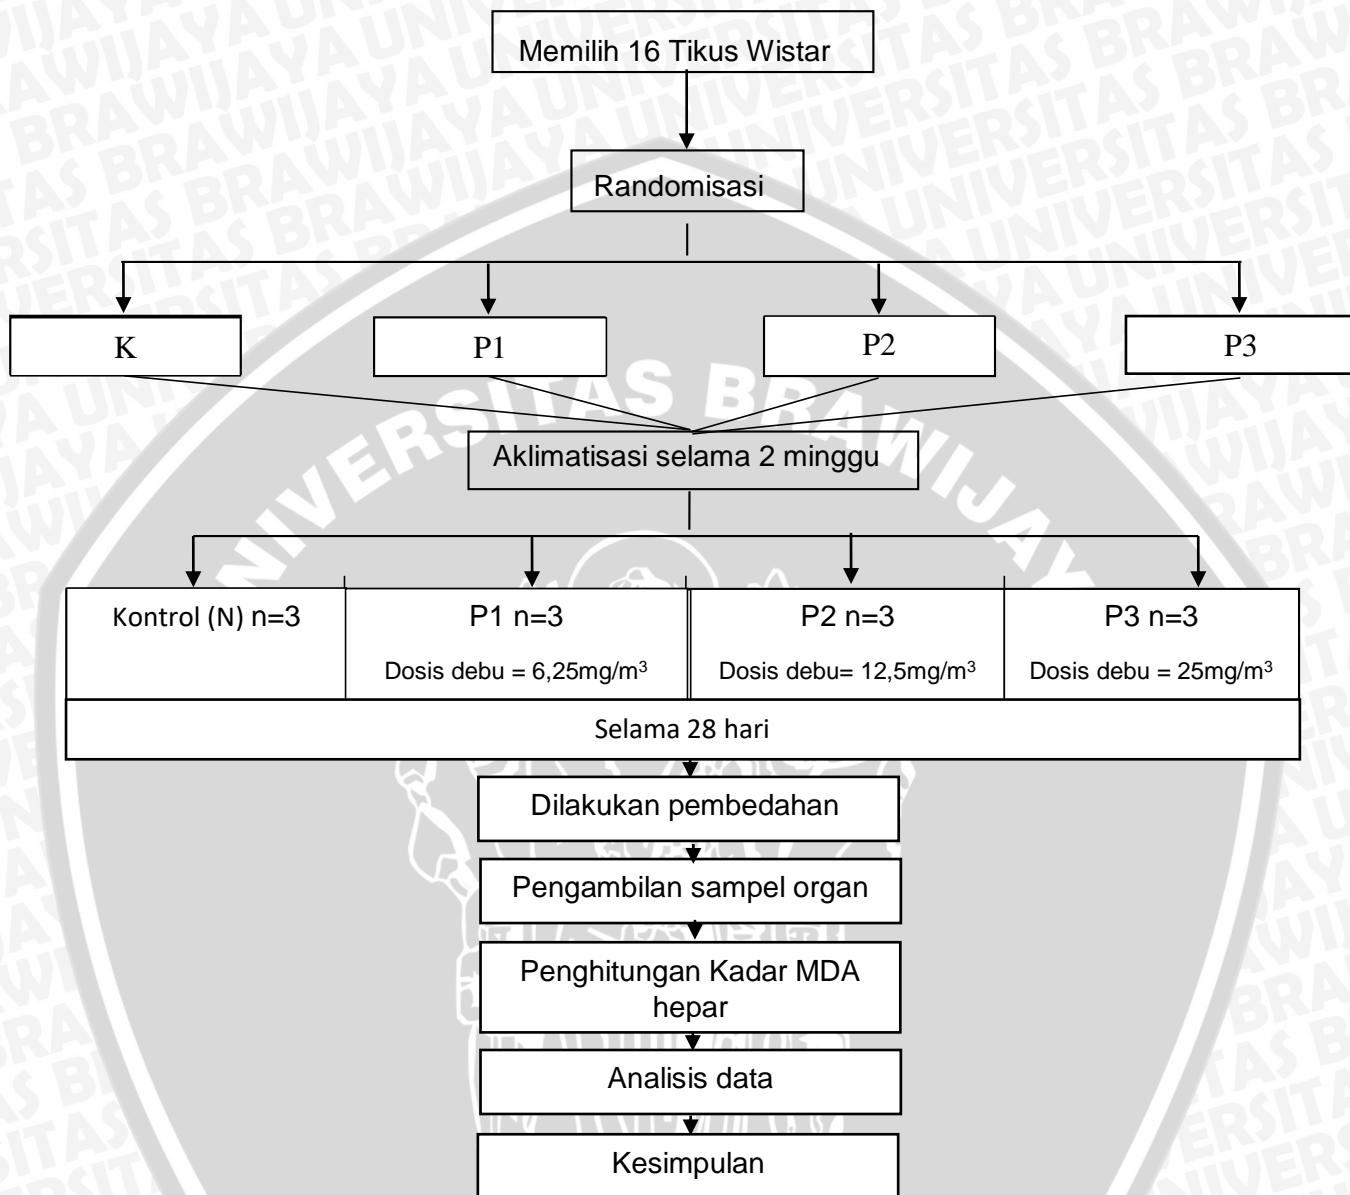 Memilih 16 Tikus Wistar
Randomisasi
K
P1
P2
P3
UNIVERSITAS BRAWIJAYA
Aklimatisasi selama 2 minggu
Kontrol (N) n=3
P1 n=3
Dosis debu = 6,25mg/m³
P2 n=3
Dosis debu= 12,5mg/m³
P3 n=3
Dosis debu = 25mg/m³
Selama 28 hari
Dilakukan pembedahan
Pengambilan sampel organ
Penghitungan Kadar MDA
hepar
Analisis data
Kesimpulan